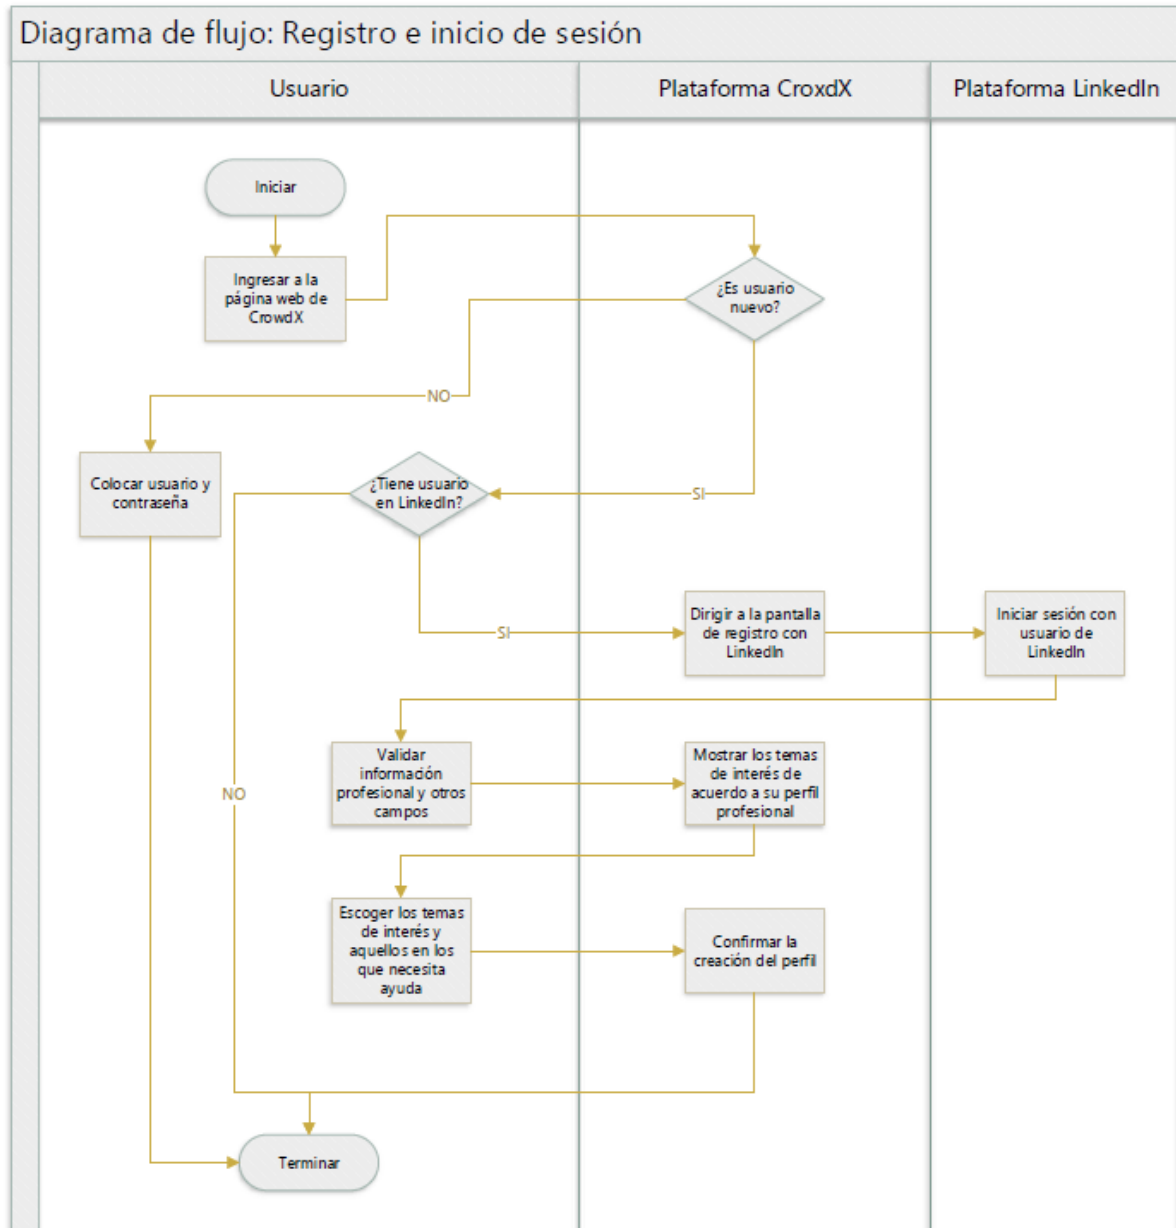 Diagrama de flujo: Registro e inicio de sesión
Usuario
Plataforma CroxdX
Plataforma LinkedIn
Iniciar
Ingresar a la
página web de
CrowdX
¿Es usuario
nuevo?
NO
Colocar usuario y
contraseña
¿Tiene usuario
en LinkedIn?
SI
SI
Dirigir a la pantalla
de registro con
LinkedIn
Iniciar sesión con
usuario de
LinkedIn
Validar
información
profesional y otros
campos
Mostrar los temas
de interés de
acuerdo a su perfil
profesional
NO
Escoger los temas
de interés y
aquellos en los
que necesita
ayuda
Confirmar la
creación del perfil
Terminar